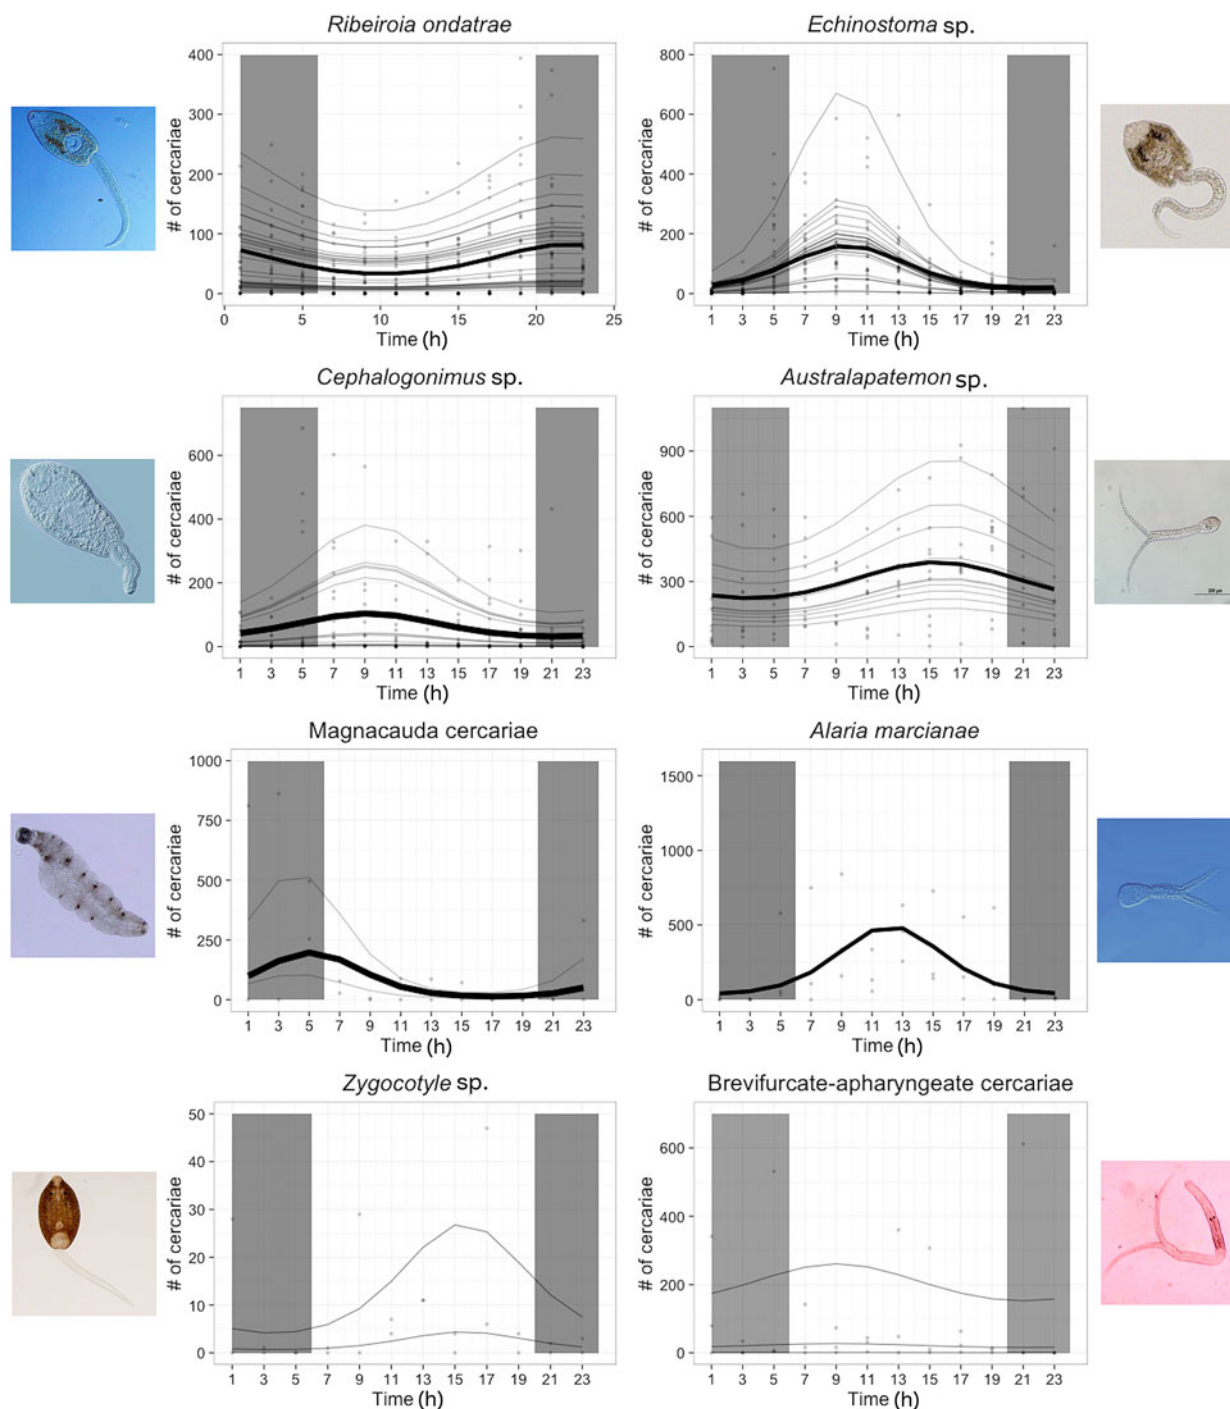 Ribeiroia ondatrae
# of cercariae
400
300
200
100
0
0 5 10 15 20 25
Time (h)
Echinostoma sp.
# of cercariae
800
600
400
200
0
1 3 5 7 9 11 13 15 17 19 21 23
Time (h)
Cephalogonimus sp.
# of cercariae
600
400
200
0
1 3 5 7 9 11 13 15 17 19 21 23
Time (h)
Australapatemon sp.
# of cercariae
900
600
300
0
1 3 5 7 9 11 13 15 17 19 21 23
Time (h)
Magnacauda cercariae
# of cercariae
1000
750
500
250
0
1 3 5 7 9 11 13 15 17 19 21 23
Time (h)
Alaria marcianae
# of cercariae
1500
1000
500
0
1 3 5 7 9 11 13 15 17 19 21 23
Time (h)
Zygocotyle sp.
# of cercariae
50
40
30
20
10
0
1 3 5 7 9 11 13 15 17 19 21 23
Time (h)
Brevifurcate-apharyngeate cercariae
# of cercariae
600
400
200
0
1 3 5 7 9 11 13 15 17 19 21 23
Time (h)